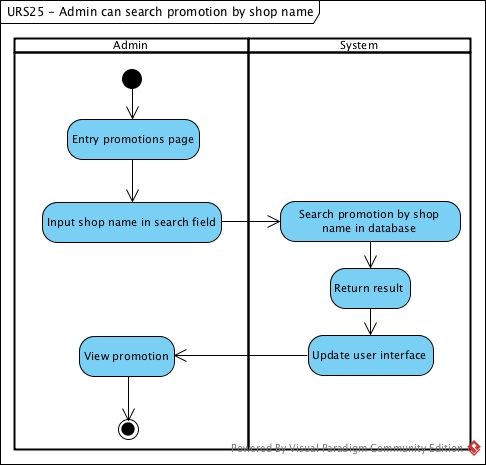 URS25 - Admin can search promotion by shop name
Admin
System
Entry promotions page
Input shop name in search field
Search promotion by shop
name in database
Return result
View promotion
Update user interface
Powered By Visual Paradigm Community Edition